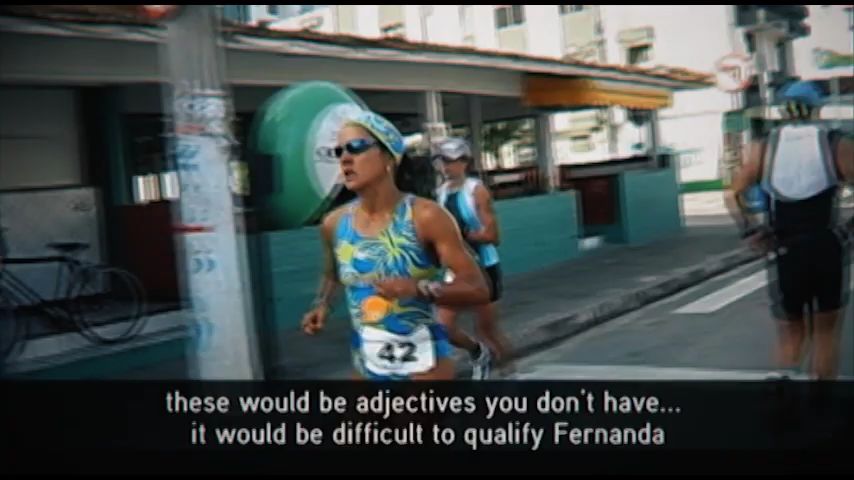 42
these would be adjectives you don't have...
it would be difficult to qualify Fernanda